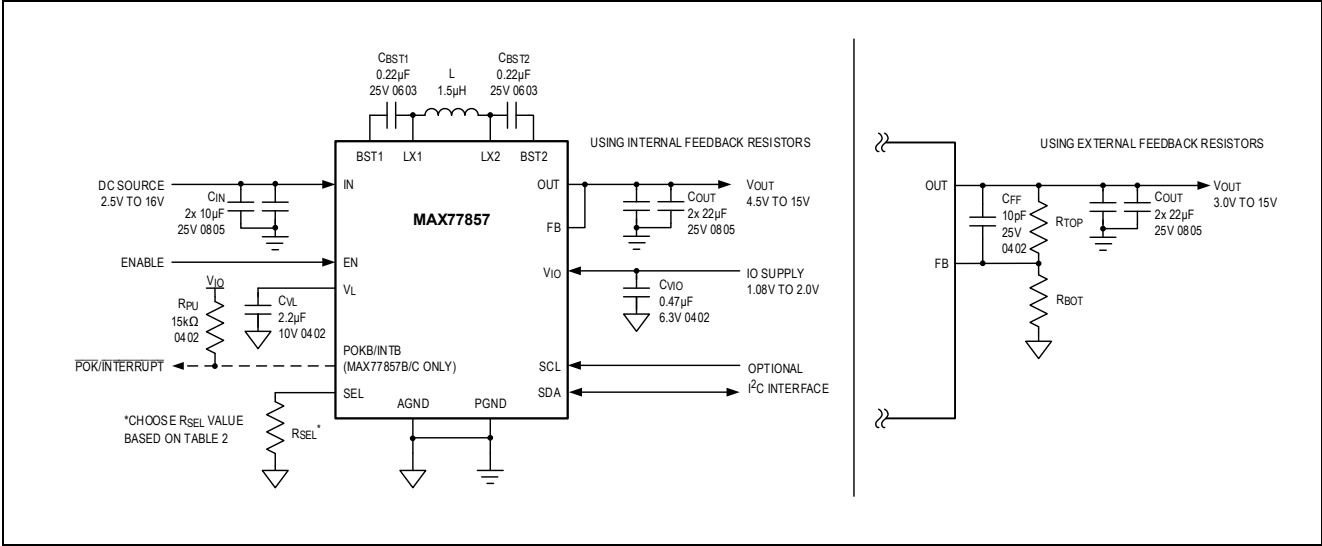 CBST1
0.22µF
25V 0603
L
1.5µH
CBST2
0.22µF
25V 0603
BST1
LX1
LX2
BST2
USING INTERNAL FEEDBACK RESISTORS
DC SOURCE
2.5V TO 16V
CIN
2x 10µF
25V 0805
IN
MAX77857
OUT
FB
COUT
2x 22µF
25V 0805
VOUT
4.5V TO 15V
ENABLE
EN
VIO
IO SUPPLY
1.08V TO 2.0V
CVIO
0.47µF
6.3V 0402
VIO
RPU
15kΩ
0402
VL
CVL
2.2µF
10V 0402
POK/INTERRUPT
POKB/INTB
(MAX77857B/C ONLY)
SCL
SDA
OPTIONAL
I2C INTERFACE
SEL
*CHOOSE RSEL VALUE
BASED ON TABLE 2
RSEL*
AGND
PGND
USING EXTERNAL FEEDBACK RESISTORS
OUT
FB
CFF
10pF
25V
0402
RTOP
RBOT
COUT
2x 22µF
25V 0805
VOUT
3.0V TO 15V